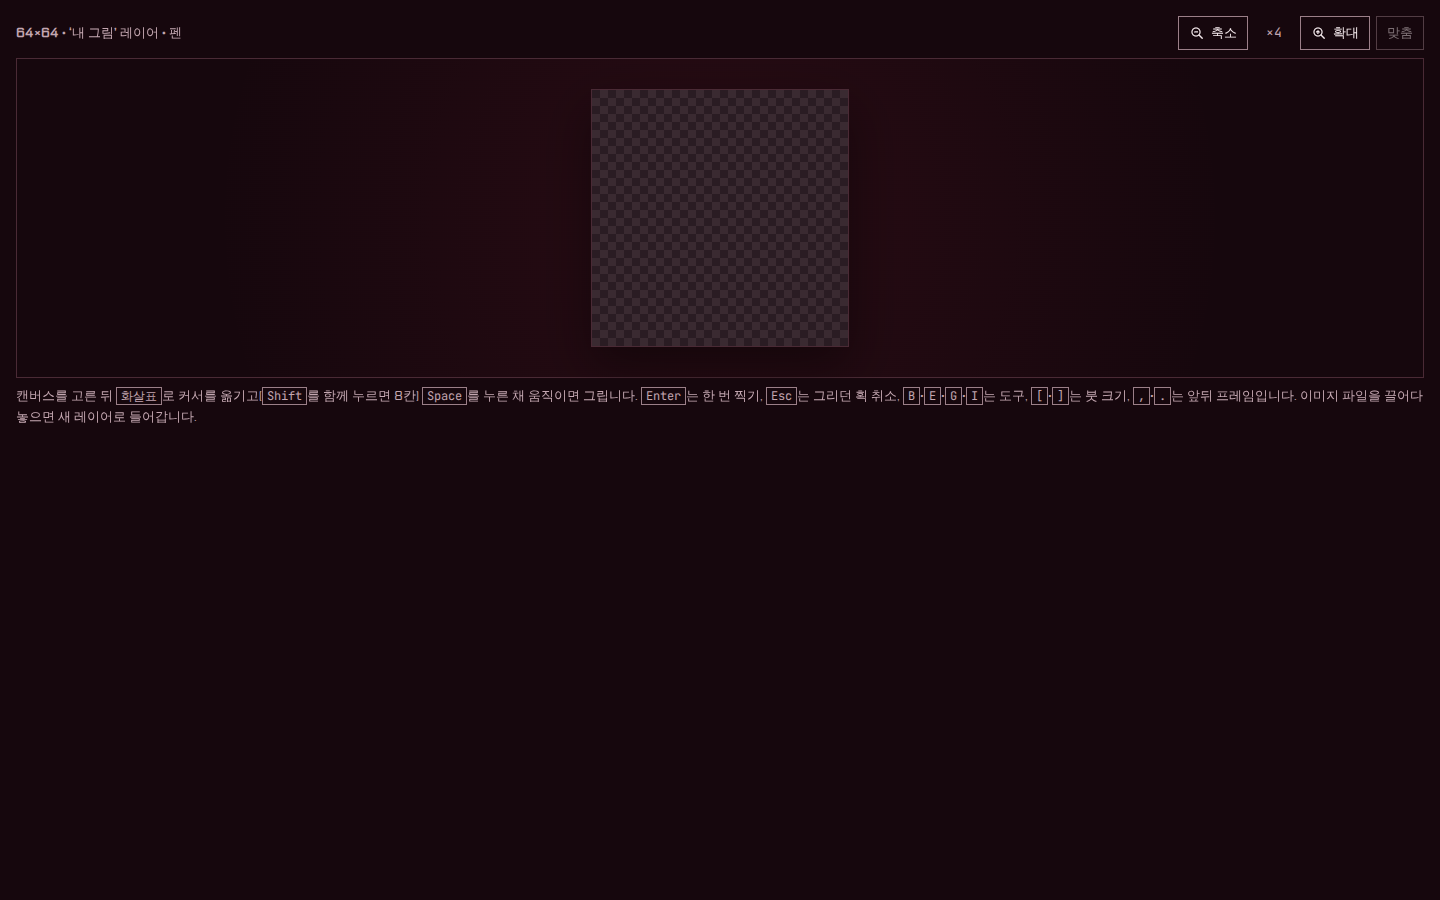 64×64 • '내 그림' 레이어 • 펜
축소 ×4 확대 맞춤
캔버스를 고른 뒤 화살표로 커서를 옮기고(Shift를 함께 누르면 8칸) Space를 누른 채 움직이면 그립니다. Enter는 한 번 찍기, Esc는 그리던 획 취소, B·E·G·I는 도구, [·]는 붓 크기, ,·.는 앞뒤 프레임입니다. 이미지 파일을 끌어다
놓으면 새 레이어로 들어갑니다.